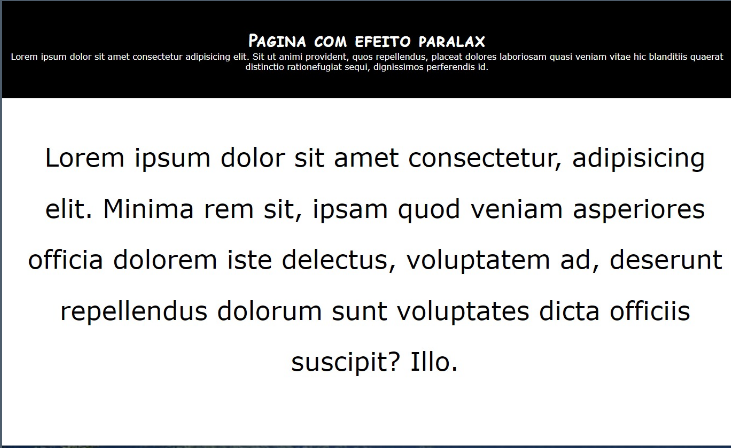 Pagina com efeito paralax
Lorem ipsum dolor sit amet consectetur adipisicing elit. Sit ut animi provident, quos repellendus, placeat dolores laboriosam quasi veniam vitae hic blanditiis quaerat
distinctio rationefugiat sequi, dignissimos perferendis id.
Lorem ipsum dolor sit amet consectetur, adipisicing
elit. Minima rem sit, ipsam quod veniam asperiores
officia dolorem iste delectus, voluptatem ad, deserunt
repellendus dolorum sunt voluptates dicta officiis
suscipit? Illo.